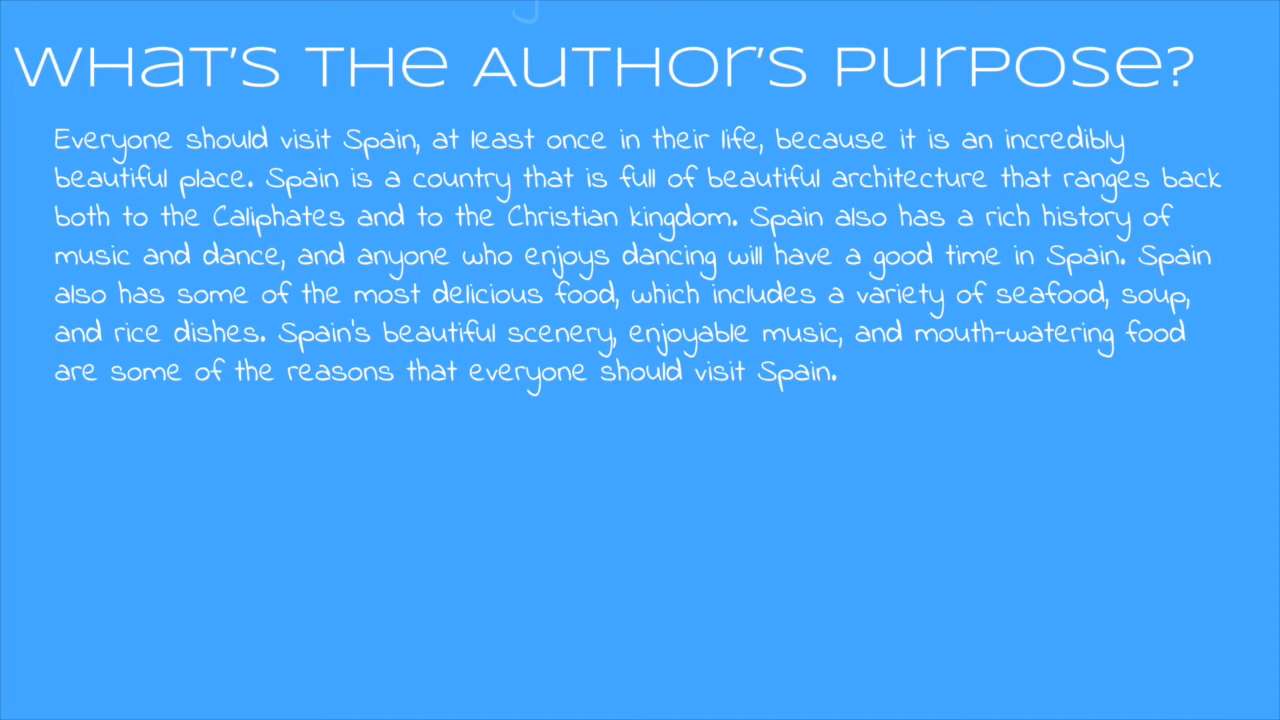 What's the Author's Purpose?
Everyone should visit Spain, at least once in their life, because it is an incredibly
beautiful place. Spain is a country that is full of beautiful architecture that ranges back
both to the Caliphates and to the Christian kingdom. Spain also has a rich history of
music and dance, and anyone who enjoys dancing will have a good time in Spain. Spain
also has some of the most delicious food, which includes a variety of seafood, soup,
and rice dishes. Spain's beautiful scenery, enjoyable music, and mouth-watering food
are some of the reasons that everyone should visit Spain.